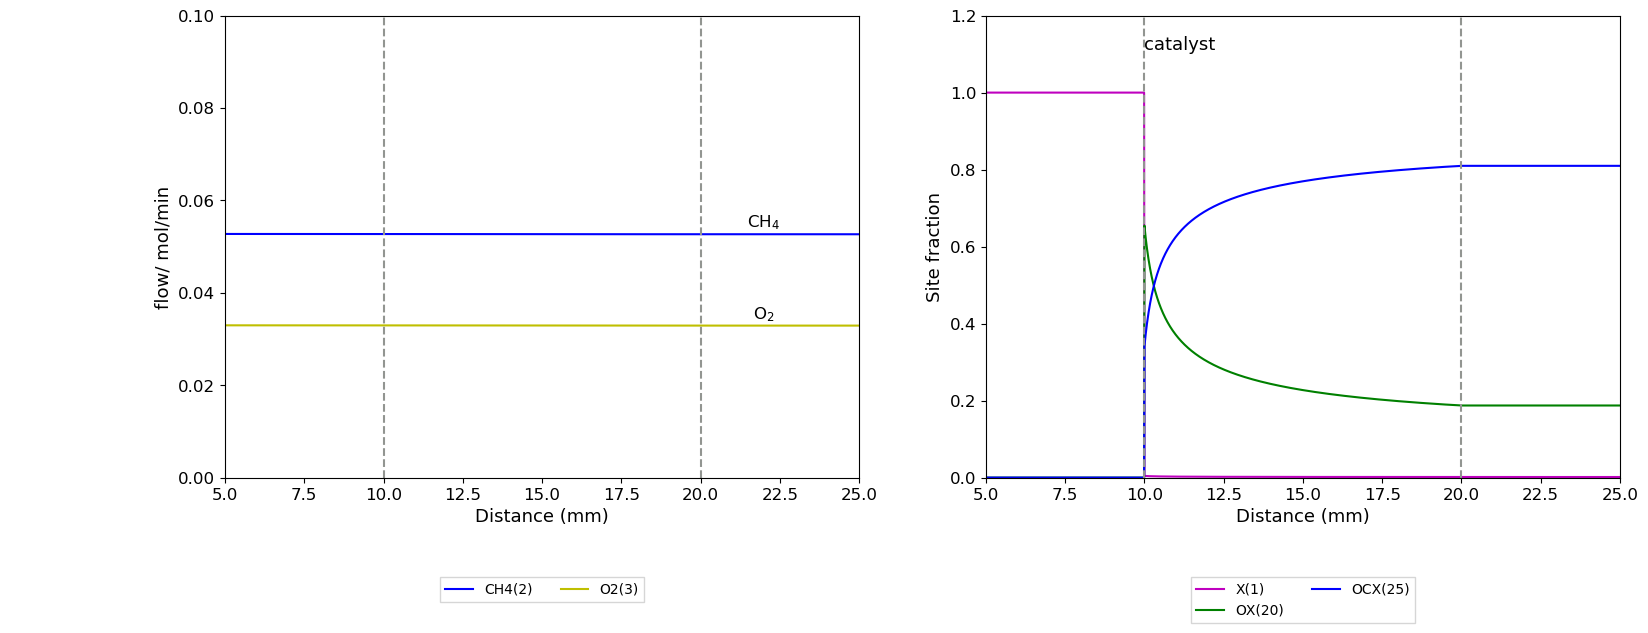 0.10
0.08
0.06
0.04
0.02
0.00
flow/ mol/min
CH4
O2
5.0 7.5 10.0 12.5 15.0 17.5 20.0 22.5 25.0
Distance (mm)
CH4(2) O2(3)
1.2
1.0
0.8
0.6
0.4
0.2
0.0
Site fraction
catalyst
5.0 7.5 10.0 12.5 15.0 17.5 20.0 22.5 25.0
Distance (mm)
X(1) OCX(25)
OX(20)